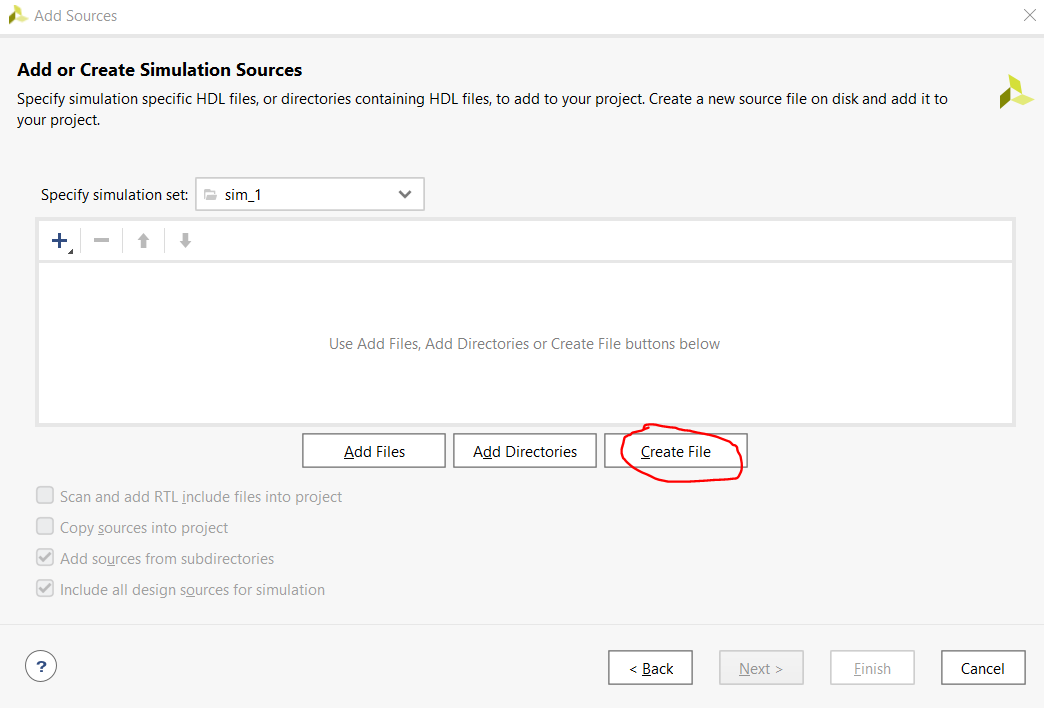 Add Sources
Add or Create Simulation Sources
Specify simulation specific HDL files, or directories containing HDL files, to add to your project. Create a new source file on disk and add it to
your project.
Specify simulation set: sim_1
Use Add Files, Add Directories or Create File buttons below
Add Files Add Directories Create File
Scan and add RTL include files into project
Copy sources into project
Add sources from subdirectories
Include all design sources for simulation
? < Back Next > Finish Cancel